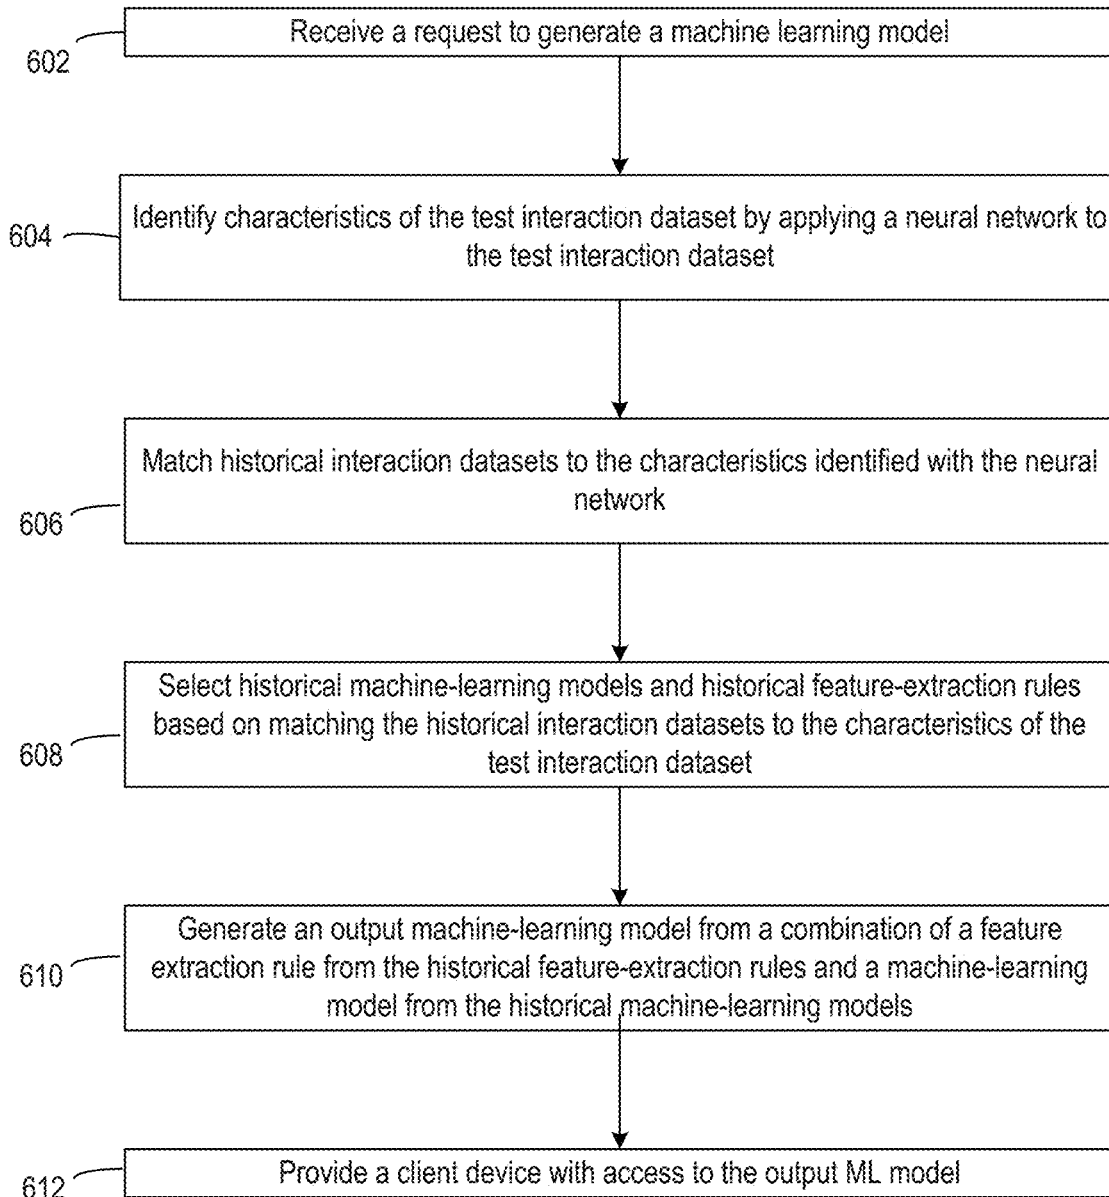 Receive a request to generate a machine learning model
602
Identify characteristics of the test interaction dataset by applying a neural network to
the test interaction dataset
604
Match historical interaction datasets to the characteristics identified with the neural
network
606
Select historical machine-learning models and historical feature-extraction rules
based on matching the historical interaction datasets to the characteristics of the
test interaction dataset
608
Generate an output machine-learning model from a combination of a feature
extraction rule from the historical feature-extraction rules and a machine-learning
model from the historical machine-learning models
610
Provide a client device with access to the output ML model
612